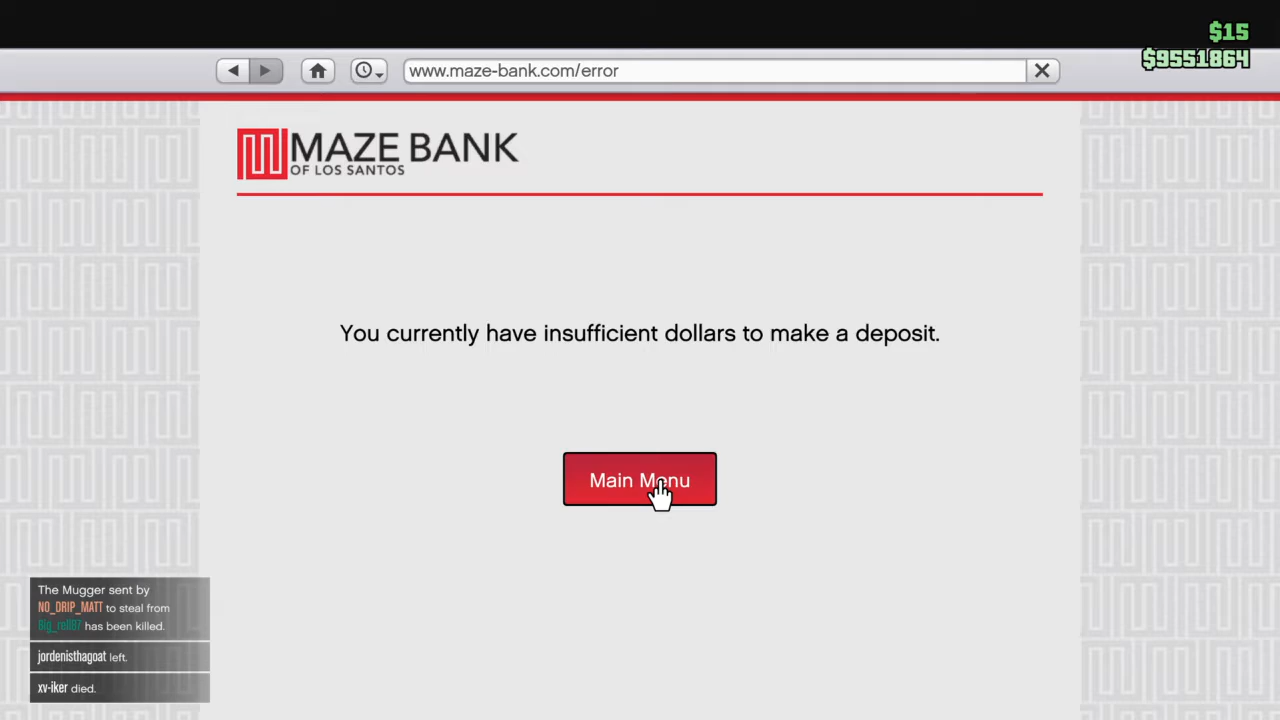 $15
$9551864
www.maze-bank.com/error
MAZE BANK
OF LOS SANTOS
You currently have insufficient dollars to make a deposit.
Main Menu
The Mugger sent by
NO_DRIP_MATT to steal from
Big_rell87 has been killed.
jordenisthagoat left.
xv-iker died.